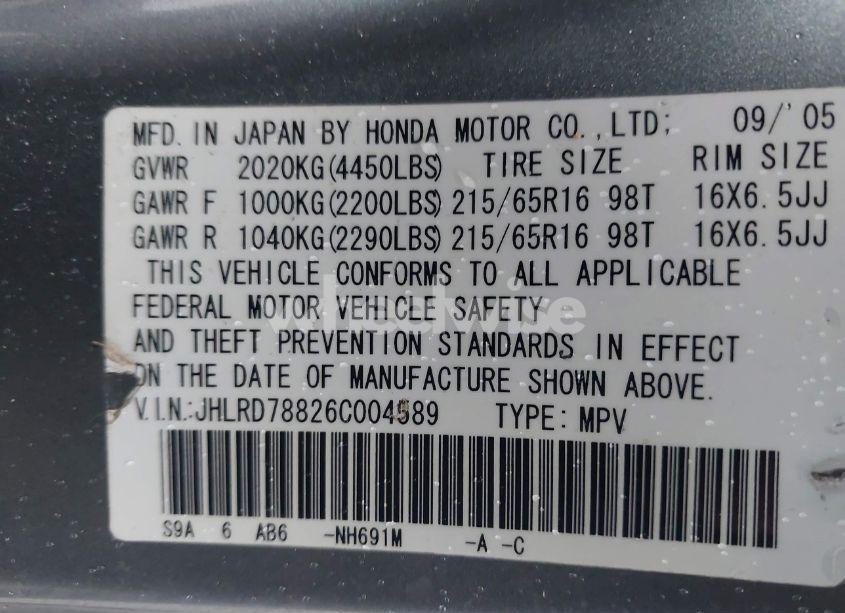 MFD. IN JAPAN BY HONDA MOTOR CO.,LTD; 09/'05
GVWR 2020KG(4450LBS) TIRE SIZE RIM SIZE
GAWR F 1000KG(2200LBS) 215/65R16 98T 16X6.5JJ
GAWR R 1040KG(2290LBS) 215/65R16 98T 16X6.5JJ
THIS VEHICLE CONFORMS TO ALL APPLICABLE
FEDERAL MOTOR VEHICLE SAFETY
AND THEFT PREVENTION STANDARDS IN EFFECT
ON THE DATE OF MANUFACTURE SHOWN ABOVE.
V.I.N.:JHLRD78826C004589 TYPE: MPV
S9A 6 AB6 -NH691M -A -C
wheelwise